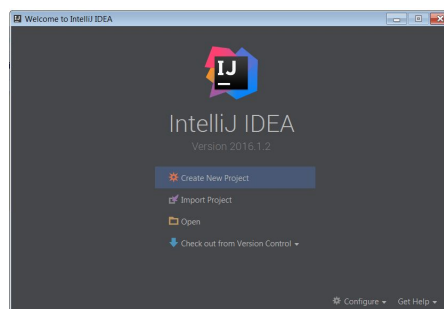 Welcome to IntelliJ IDEA
IJ
IntelliJ IDEA
Version 2016.1.2
Create New Project
Import Project
Open
Check out from Version Control
Configure
Get Help